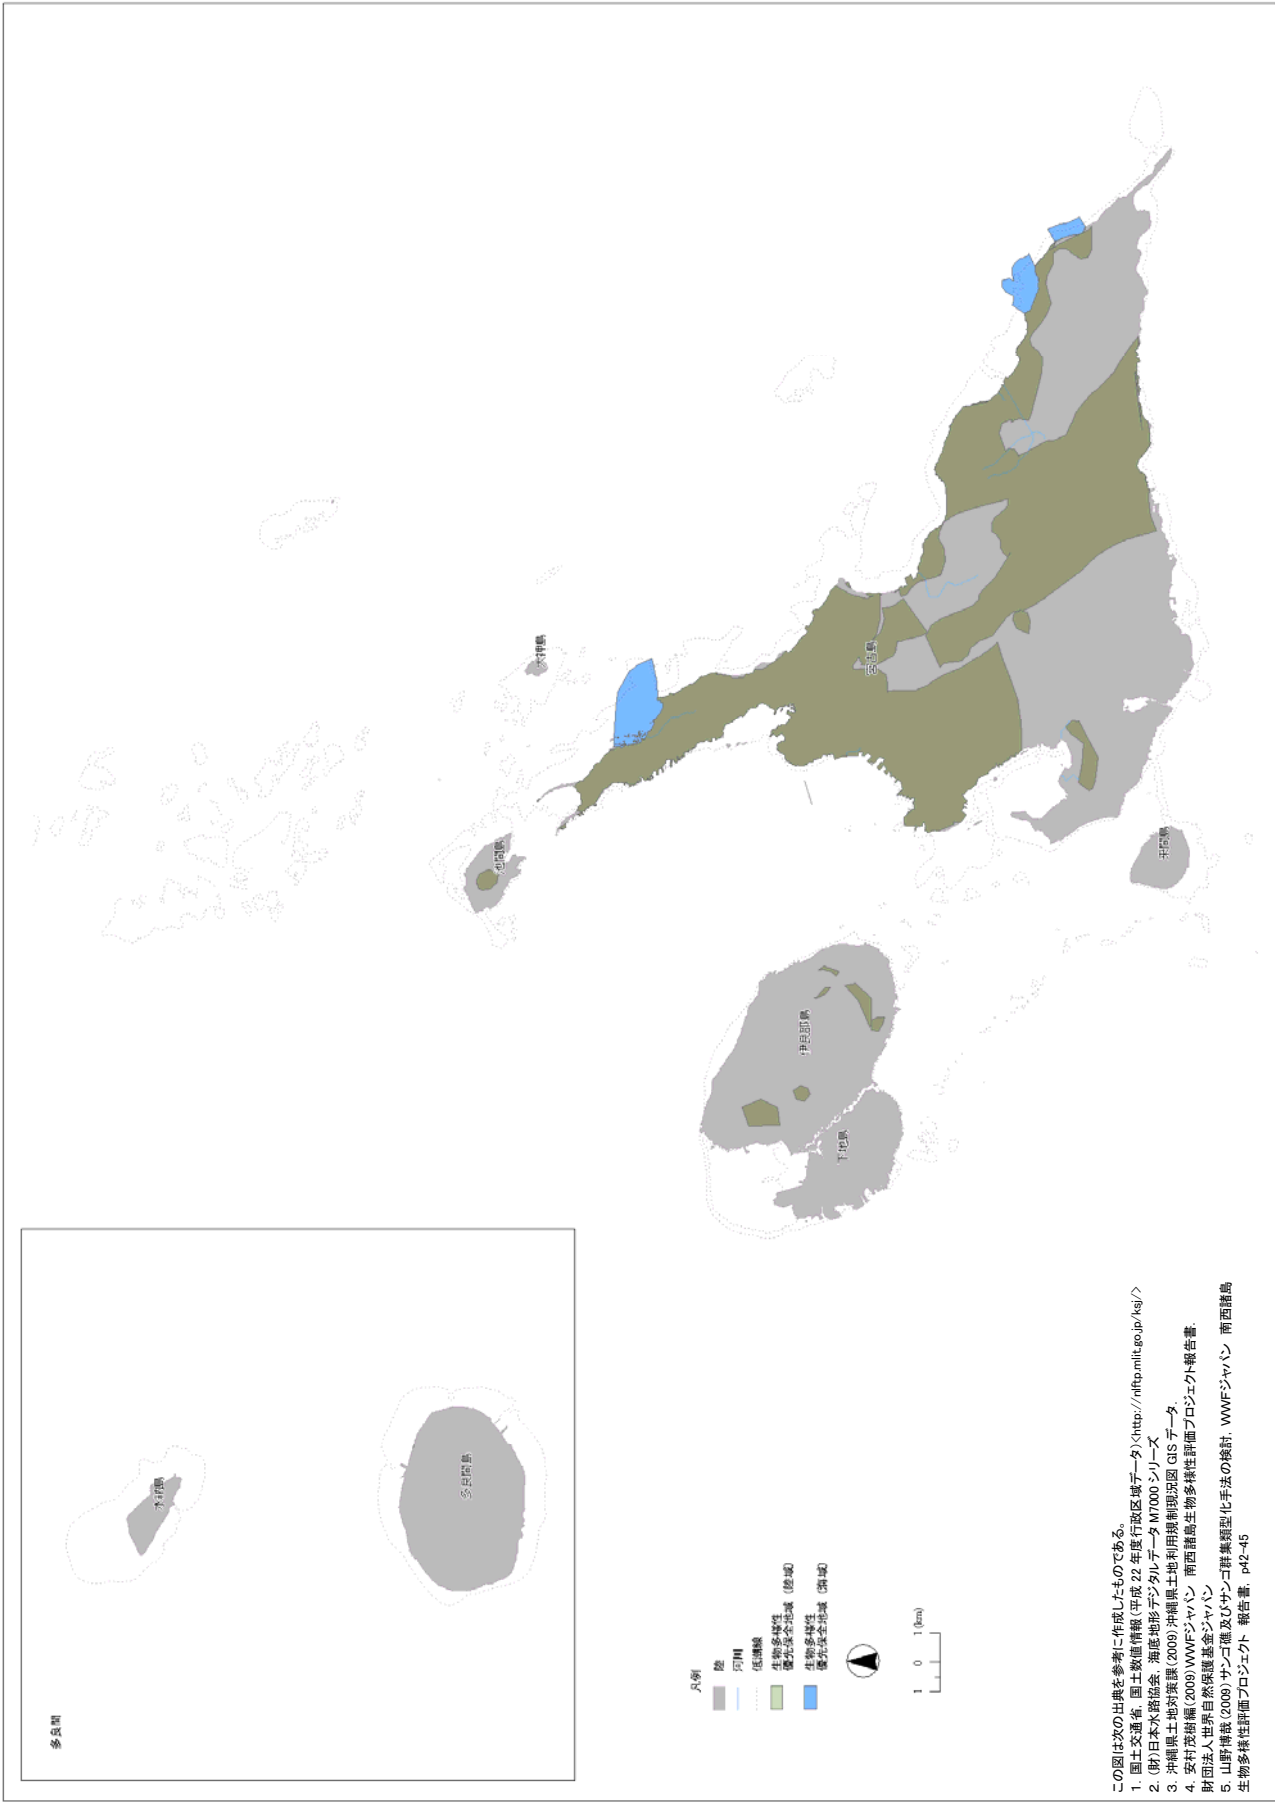 多良間
水納島
多良間島
池間島
大神島
宮古島
伊良部島
下地島
来間島
凡例
陸
河川
低潮線
生物多様性
優先保全地域（陸域）
生物多様性
優先保全地域（海域）
1 0 1 (km)
この図は次の出典を参考に作成したものである。
1. 国土交通省. 国土数値情報(平成 22 年度行政区域データ)<http://nlftp.mlit.go.jp/ksj/>
2. (財)日本水路協会. 海底地形デジタルデータ M7000 シリーズ
3. 沖縄県土地対策課(2009)沖縄県土地利用規制現況図 GIS データ.
4. 安村茂樹編(2009)WWFジャパン 南西諸島生物多様性評価プロジェクト報告書.
財団法人世界自然保護基金ジャパン
5. 山野博哉(2009)サンゴ礁及びサンゴ群集類型化手法の検討. WWFジャパン 南西諸島
生物多様性評価プロジェクト 報告書. p42-45